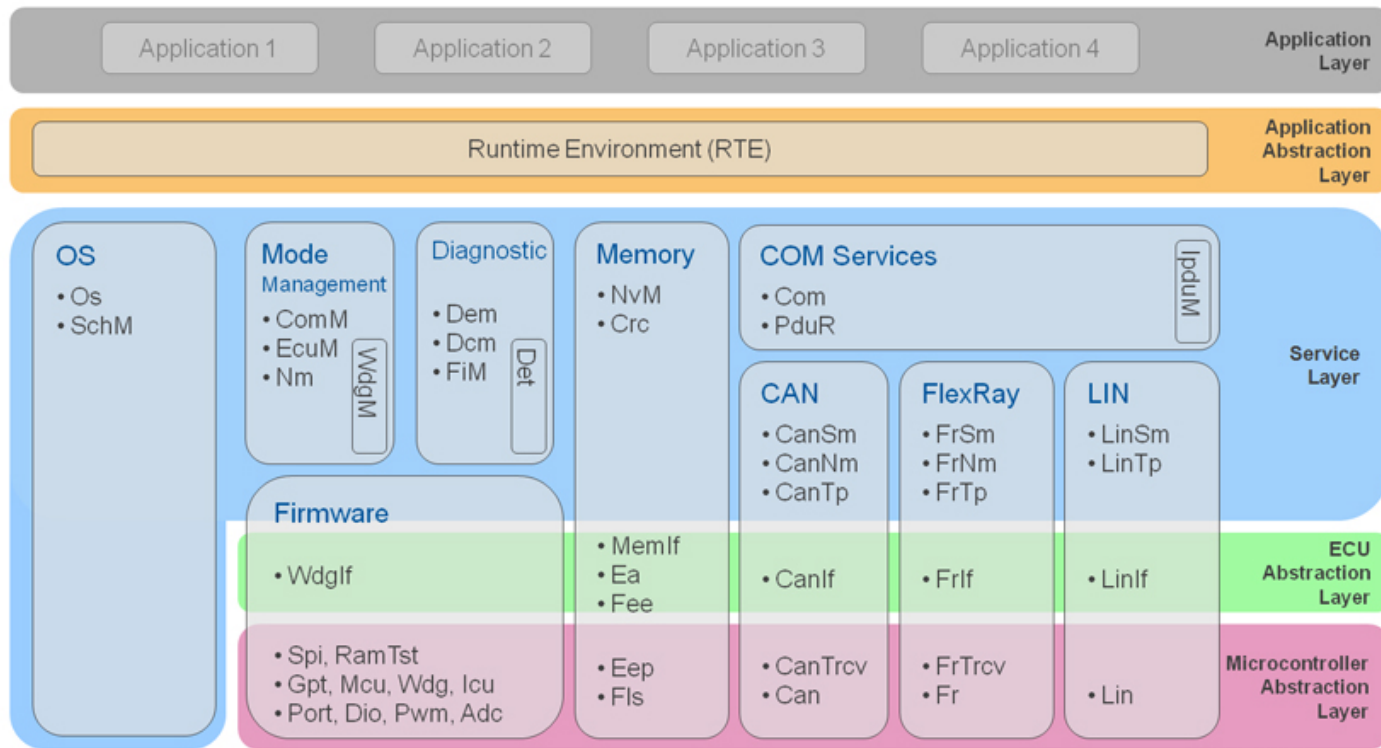 Application 1
Application 2
Application 3
Application 4
Application
Layer
Runtime Environment (RTE)
Application
Abstraction
Layer
OS
• Os
• SchM
Mode
Management
• ComM
• EcuM
• Nm
WdgM
Diagnostic
• Dem
• Dcm
• FiM
Det
Memory
• NvM
• Crc
COM Services
• Com
• PduR
IpduM
Service
Layer
CAN
• CanSm
• CanNm
• CanTp
FlexRay
• FrSm
• FrNm
• FrTp
LIN
• LinSm
• LinTp
Firmware
• WdgIf
• MemIf
• Ea
• Fee
• CanIf
• FrIf
• LinIf
ECU
Abstraction
Layer
• Spi, RamTst
• Gpt, Mcu, Wdg, Icu
• Port, Dio, Pwm, Adc
• Eep
• Fls
• CanTrcv
• Can
• FrTrcv
• Fr
• Lin
Microcontroller
Abstraction
Layer